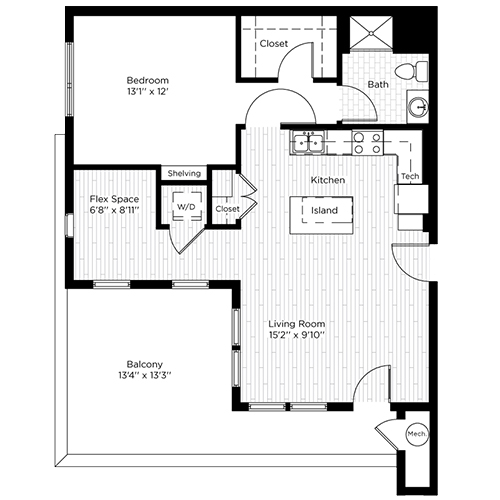 Closet
Bedroom
13'1" x 12'
Bath
Shelving
Kitchen
Tech
Flex Space
6'8" x 8'11"
W/D
Closet
Island
Living Room
15'2" x 9'10"
Balcony
13'4" x 13'3"
Mech.